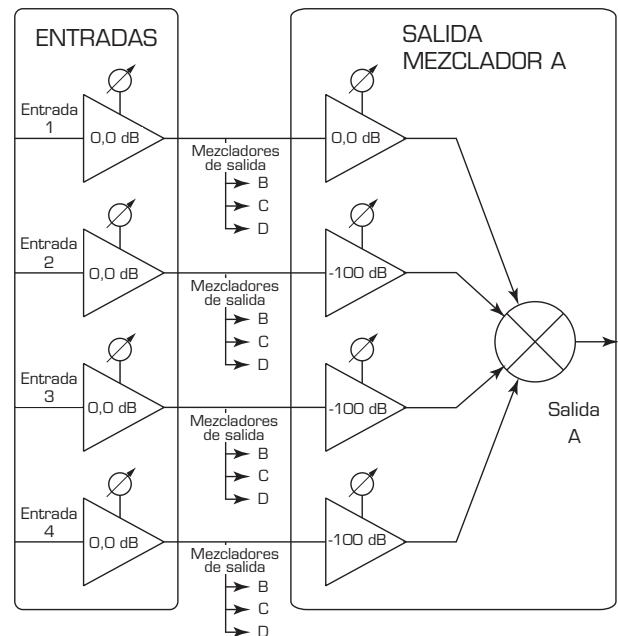 ENTRADAS
SALIDA
MEZCLADOR A
Entrada
1
0,0 dB
Mezcladores
de salida
B
C
D
0,0 dB
Entrada
2
0,0 dB
Mezcladores
de salida
B
C
D
-100 dB
Entrada
3
0,0 dB
Mezcladores
de salida
B
C
D
-100 dB
Salida
A
Entrada
4
0,0 dB
Mezcladores
de salida
B
C
D
-100 dB